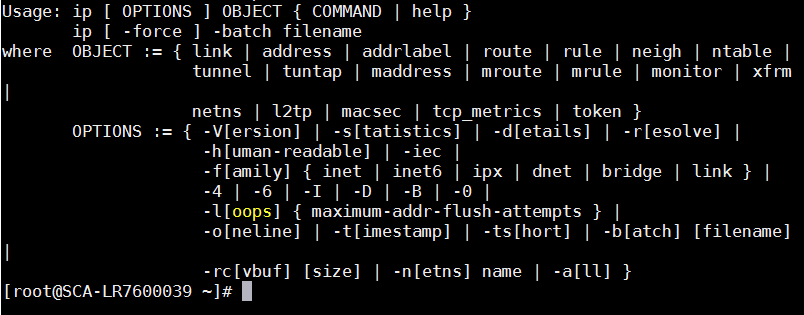 Usage: ip [ OPTIONS ] OBJECT { COMMAND | help }
ip [ -force ] -batch filename
where  OBJECT := { link | address | addrlabel | route | rule | neigh | ntable |
tunnel | tuntap | maddress | mroute | mrule | monitor | xfrm
|
netns | l2tp | macsec | tcp_metrics | token }
OPTIONS := { -V[ersion] | -s[tatistics] | -d[etails] | -r[esolve] |
-h[uman-readable] | -iec |
-f[amily] { inet | inet6 | ipx | dnet | bridge | link } |
-4 | -6 | -I | -D | -B | -0 |
-l[oops] { maximum-addr-flush-attempts } |
-o[neline] | -t[imestamp] | -ts[hort] | -b[atch] [filename]
|
-rc[vbuf] [size] | -n[etns] name | -a[ll] }
[root@SCA-LR7600039 ~]#